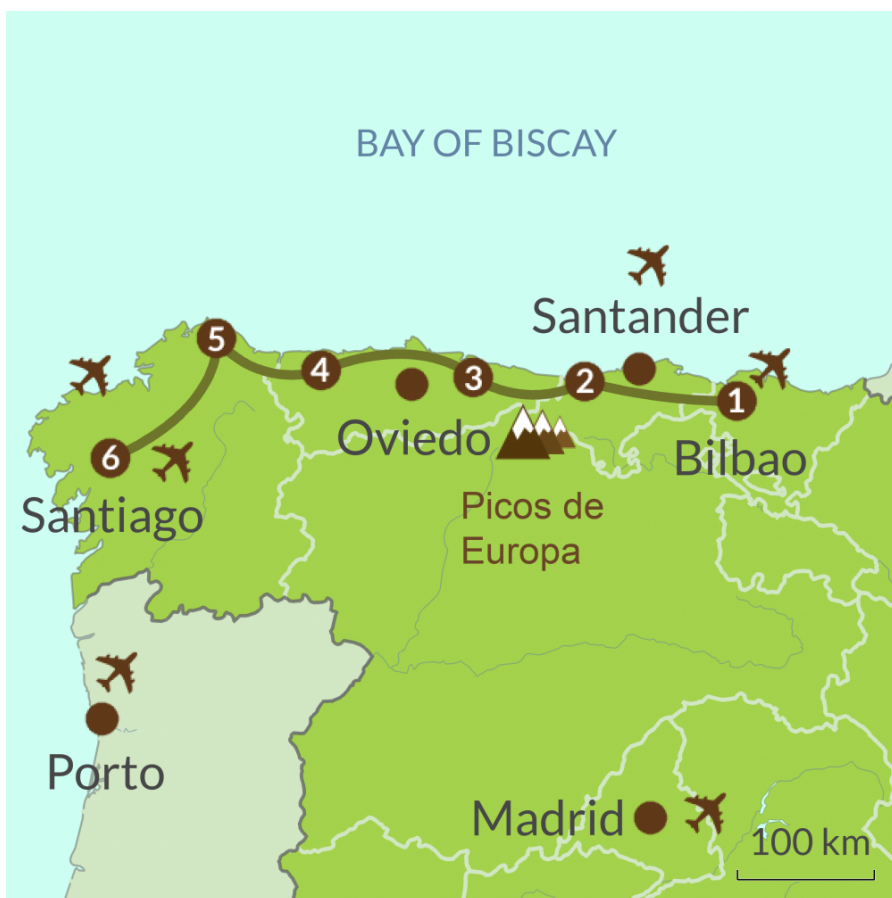 BAY OF BISCAY
Santander
5
4
3
2
1
Oviedo
Bilbao
6
Santiago
Picos de
Europa
Porto
Madrid
100 km